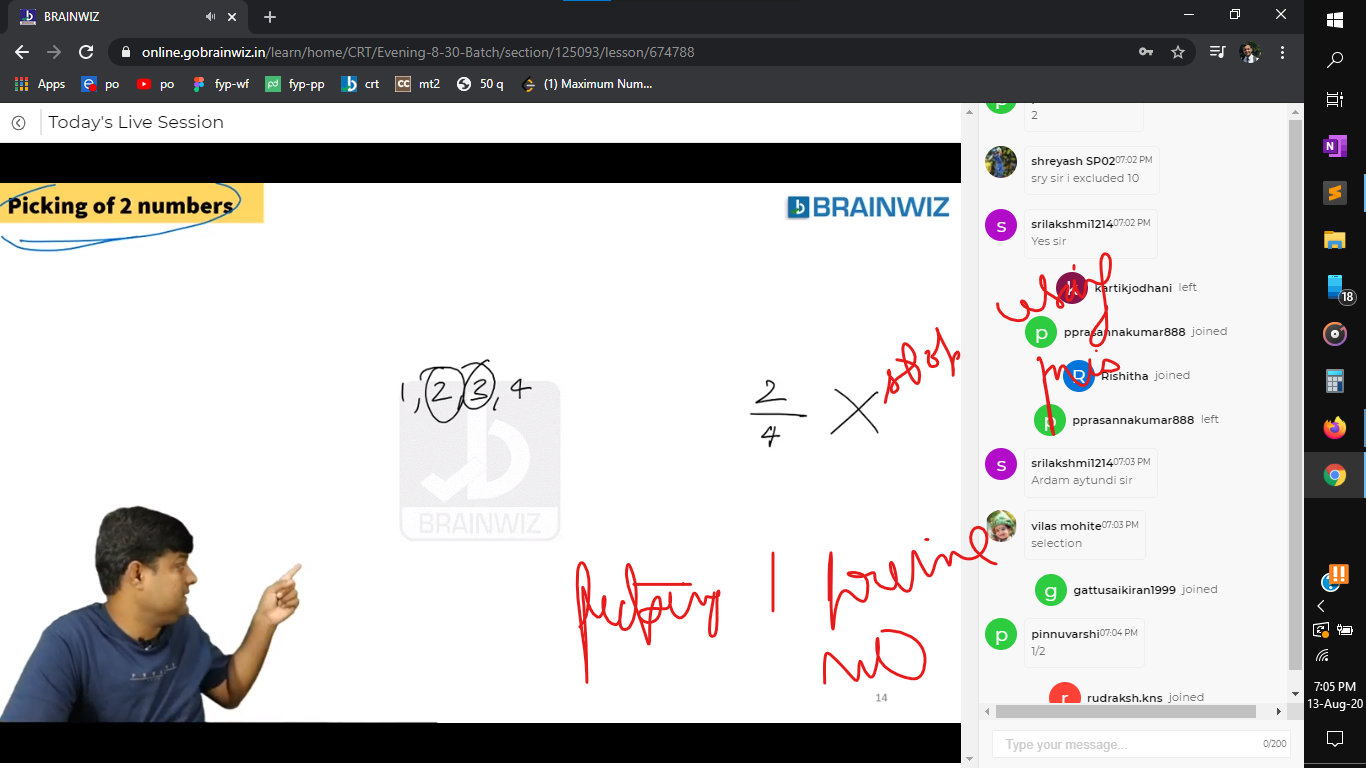 BRAINWIZ
online.gobrainwiz.in/learn/home/CRT/Evening-8-30-Batch/section/125093/lesson/674788
Apps po po fyp-wf fyp-pp crt mt2 50 q (1) Maximum Num...
Today's Live Session
Picking of 2 numbers
BRAINWIZ
1, 2, 3, 4
2
4
X
stop
BRAINWIZ
picking 1 prime
no
14
2
shreyash SP02 07:02 PM
sry sir i excluded 10
srilakshmi1214 07:02 PM
Yes sir
kartikjodhani left
pprasannakumar888 joined
Rishitha joined
pprasannakumar888 left
srilakshmi1214 07:03 PM
Ardam aytundi sir
vilas mohite 07:03 PM
selection
gattusaikiran1999 joined
pinnuvarshi 07:04 PM
1/2
rudraksh.kns joined
Type your message... 0/200
18
7:05 PM
13-Aug-20